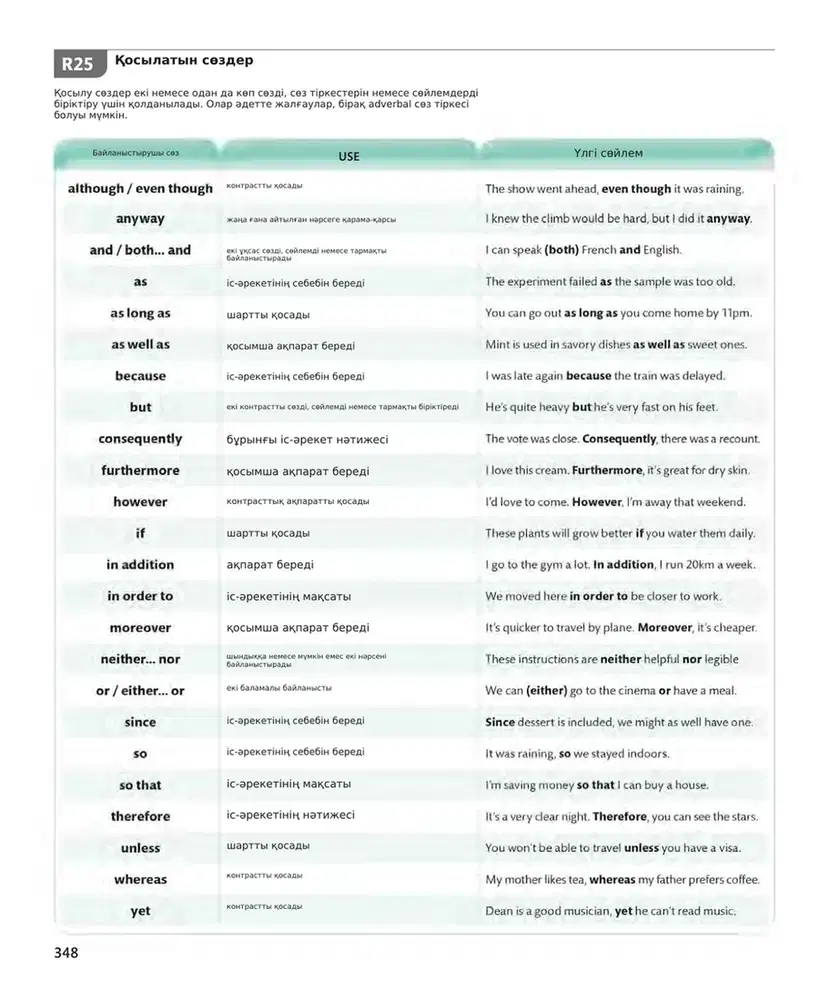 R25 Қосылатын сөздер
Қосылу сөздер екі немесе одан да көп сөзді, сөз тіркестерін немесе сөйлемдерді
біріктіру үшін қолданылады. Олар әдетте жалғаулар, бірақ adverbal сөз тіркесі
болуы мүмкін.
Байланыстырушы сөз USE Үлгі сөйлем
although / even though контрастты қосады The show went ahead, even though it was raining.
anyway жаңа ғана айтылған нәрсеге қарама-қарсы I knew the climb would be hard, but I did it anyway.
and / both... and екі ұқсас сөзді, сөйлемді немесе тармақты I can speak (both) French and English.
байланыстырады
as іс-әрекетінің себебін береді The experiment failed as the sample was too old.
as long as шартты қосады You can go out as long as you come home by 11pm.
as well as қосымша ақпарат береді Mint is used in savory dishes as well as sweet ones.
because іс-әрекетінің себебін береді I was late again because the train was delayed.
but екі контрастты сөзді, сөйлемді немесе тармақты біріктіреді He's quite heavy but he's very fast on his feet.
consequently бұрынғы іс-әрекет нәтижесі The vote was close. Consequently, there was a recount.
furthermore қосымша ақпарат береді I love this cream. Furthermore, it's great for dry skin.
however контрасттық ақпаратты қосады I'd love to come. However, I'm away that weekend.
if шартты қосады These plants will grow better if you water them daily.
in addition ақпарат береді I go to the gym a lot. In addition, I run 20km a week.
in order to іс-әрекетінің мақсаты We moved here in order to be closer to work.
moreover қосымша ақпарат береді It's quicker to travel by plane. Moreover, it's cheaper.
neither... nor шындыққа немесе мүмкін емес екі нәрсені These instructions are neither helpful nor legible
байланыстырады
or / either... or екі баламалы байланысты We can (either) go to the cinema or have a meal.
since іс-әрекетінің себебін береді Since dessert is included, we might as well have one.
so іс-әрекетінің себебін береді It was raining, so we stayed indoors.
so that іс-әрекетінің мақсаты I'm saving money so that I can buy a house.
therefore іс-әрекетінің нәтижесі It's a very clear night. Therefore, you can see the stars.
unless шартты қосады You won't be able to travel unless you have a visa.
whereas контрастты қосады My mother likes tea, whereas my father prefers coffee.
yet контрастты қосады Dean is a good musician, yet he can't read music.
348